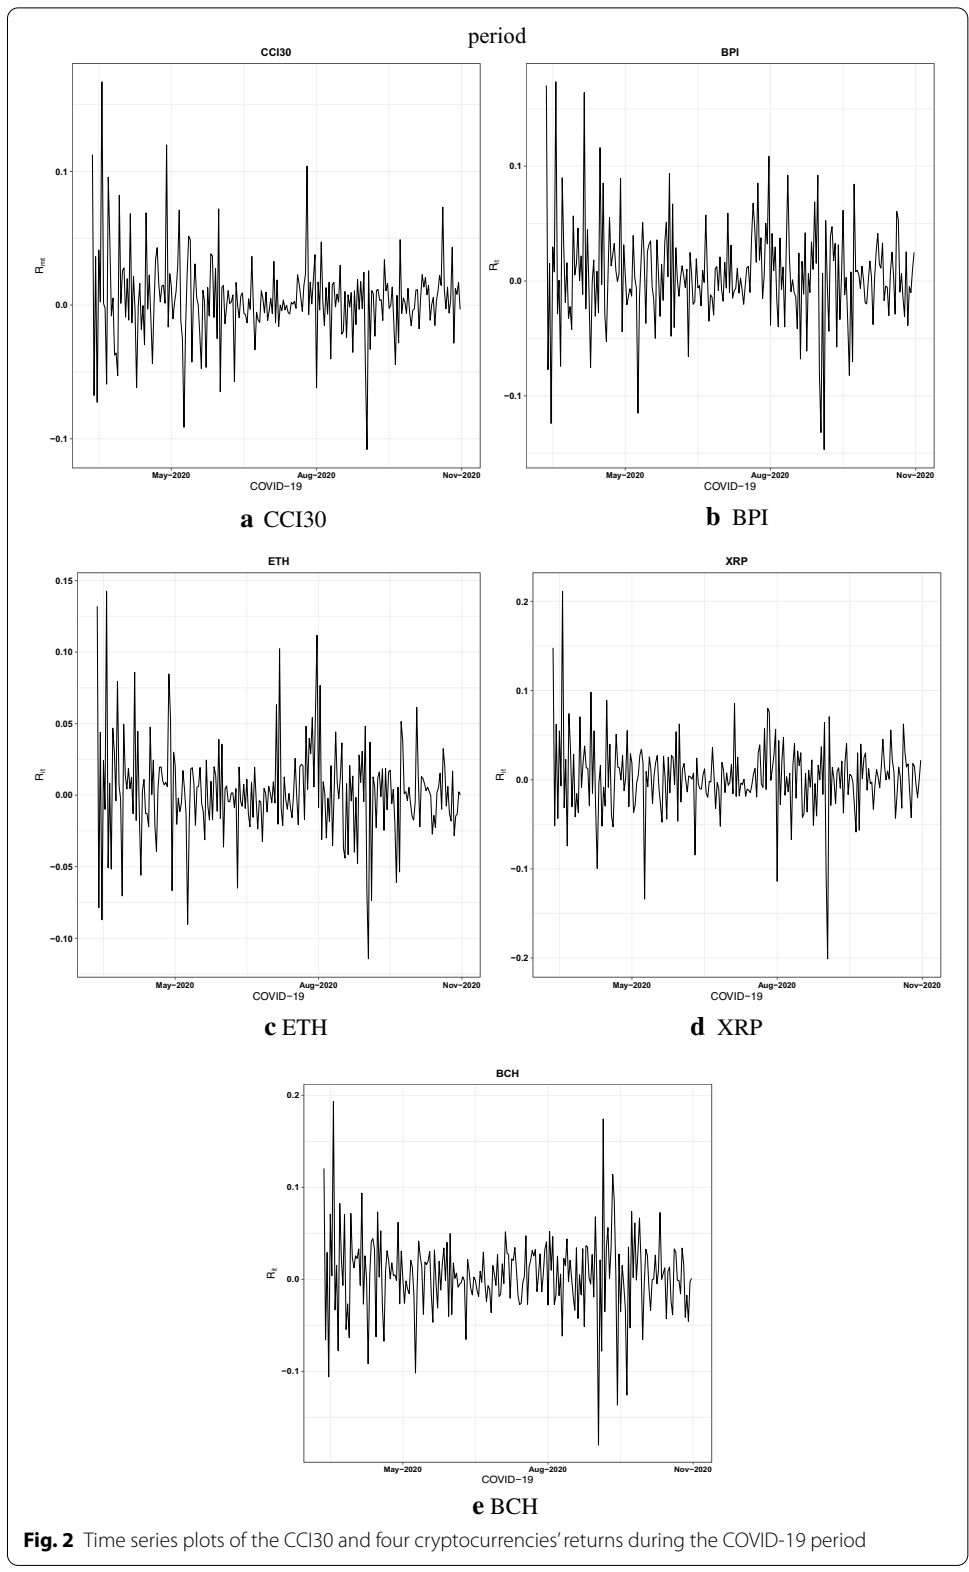 period
CCI30
BPI
0.1
0.0
−0.1
R_mt
May−2020
Aug−2020
Nov−2020
COVID−19
0.1
0.0
−0.1
R_it
May−2020
Aug−2020
Nov−2020
COVID−19
a CCI30
b BPI
ETH
XRP
0.15
0.10
0.05
0.00
−0.05
−0.10
R_it
May−2020
Aug−2020
Nov−2020
COVID−19
0.2
0.1
0.0
−0.1
−0.2
R_it
May−2020
Aug−2020
Nov−2020
COVID−19
c ETH
d XRP
BCH
0.2
0.1
0.0
−0.1
R_it
May−2020
Aug−2020
Nov−2020
COVID−19
e BCH
Fig. 2 Time series plots of the CCI30 and four cryptocurrencies' returns during the COVID-19 period